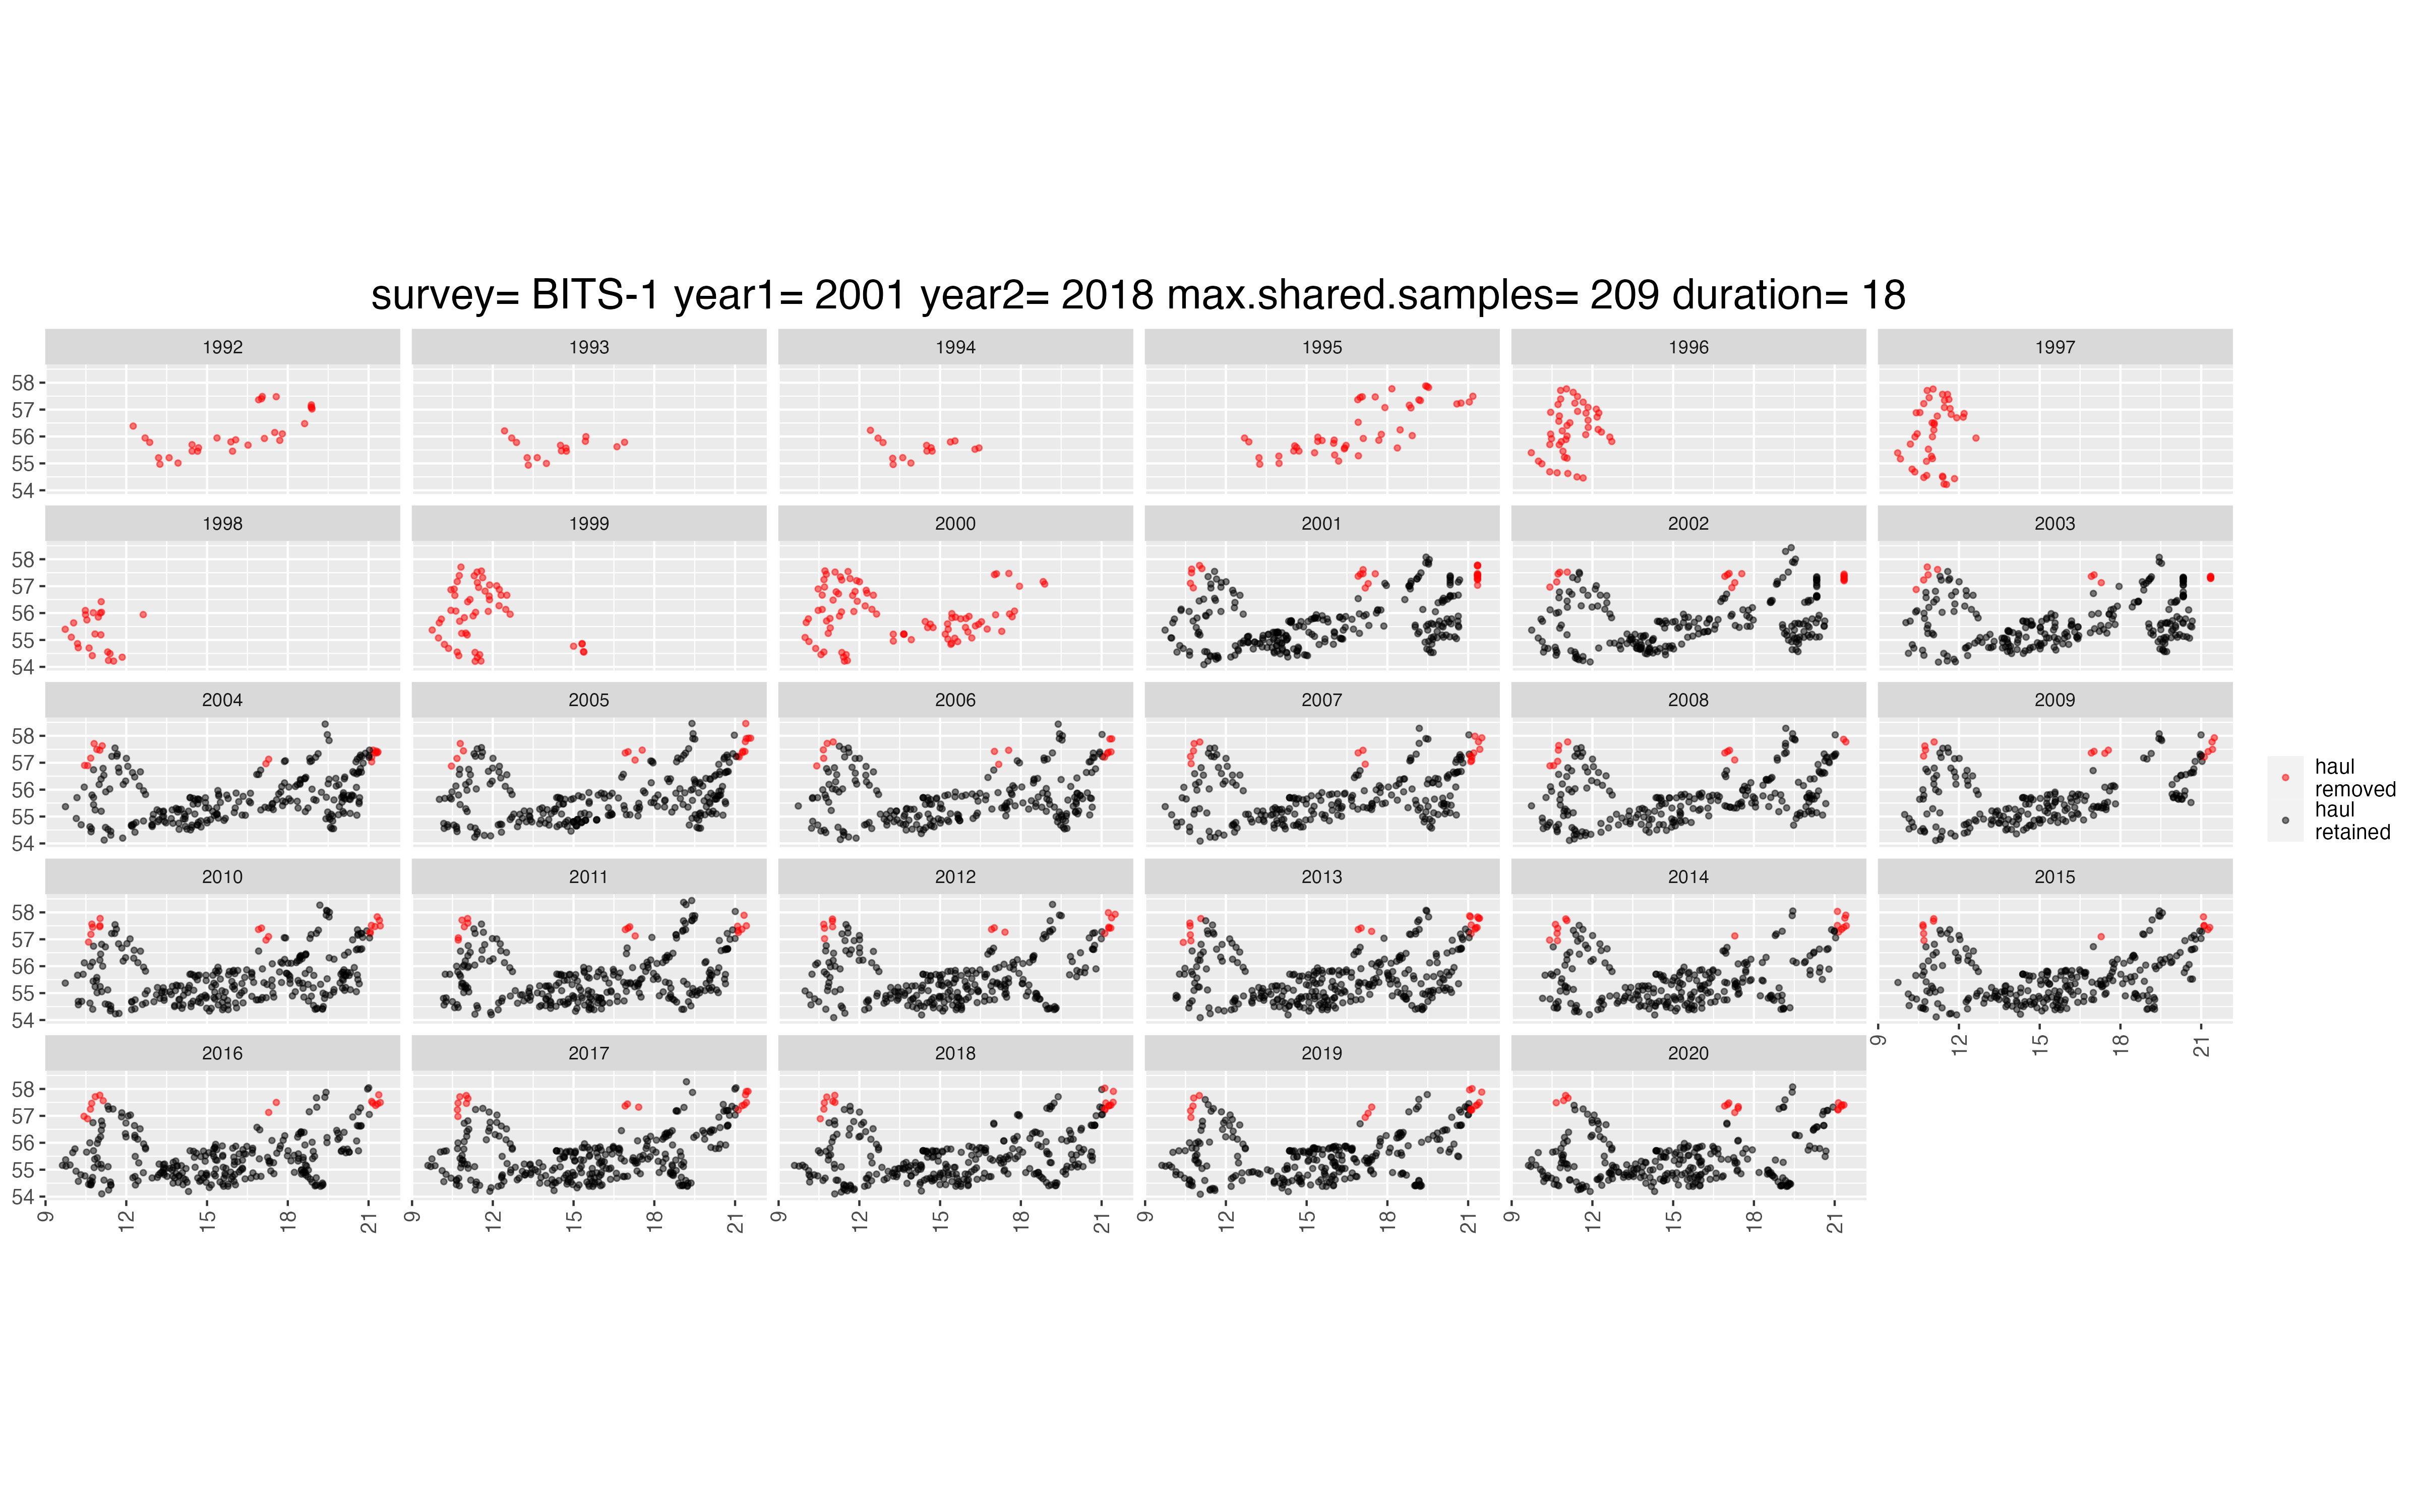 survey= BITS-1 year1= 2001 year2= 2018 max.shared.samples= 209 duration= 18
1992 1993 1994 1995 1996 1997
58
57
56
55
54
1998 1999 2000 2001 2002 2003
58
57
56
55
54
2004 2005 2006 2007 2008 2009
58
57
56
55
54
haul
removed
haul
retained
2010 2011 2012 2013 2014 2015
58
57
56
55
54
9 12 15 18 21
2016 2017 2018 2019 2020
58
57
56
55
54
9 12 15 18 21 9 12 15 18 21 9 12 15 18 21 9 12 15 18 21 9 12 15 18 21